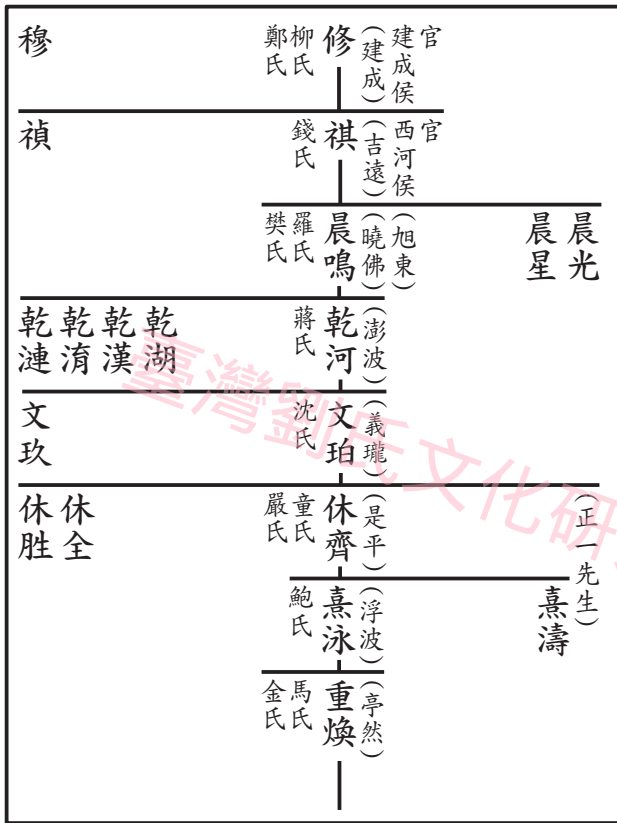 官
建成侯
(建成)
修
柳氏
鄭氏
穆
官
西河侯
(吉遠)
祺
錢氏
禎
晨光
晨星
(旭東)
(曉佛)
晨鳴
羅氏
樊氏
(澎波)
乾河
蔣氏
乾湖
乾漢
乾淯
乾漣
(義瓏)
文珀
沈氏
文玖
(正一先生)
(是平)
休齊
童氏
嚴氏
休全
休胜
熹濤
(浮波)
熹泳
鮑氏
(亭然)
重煥
馬氏
金氏
臺灣劉氏文化研